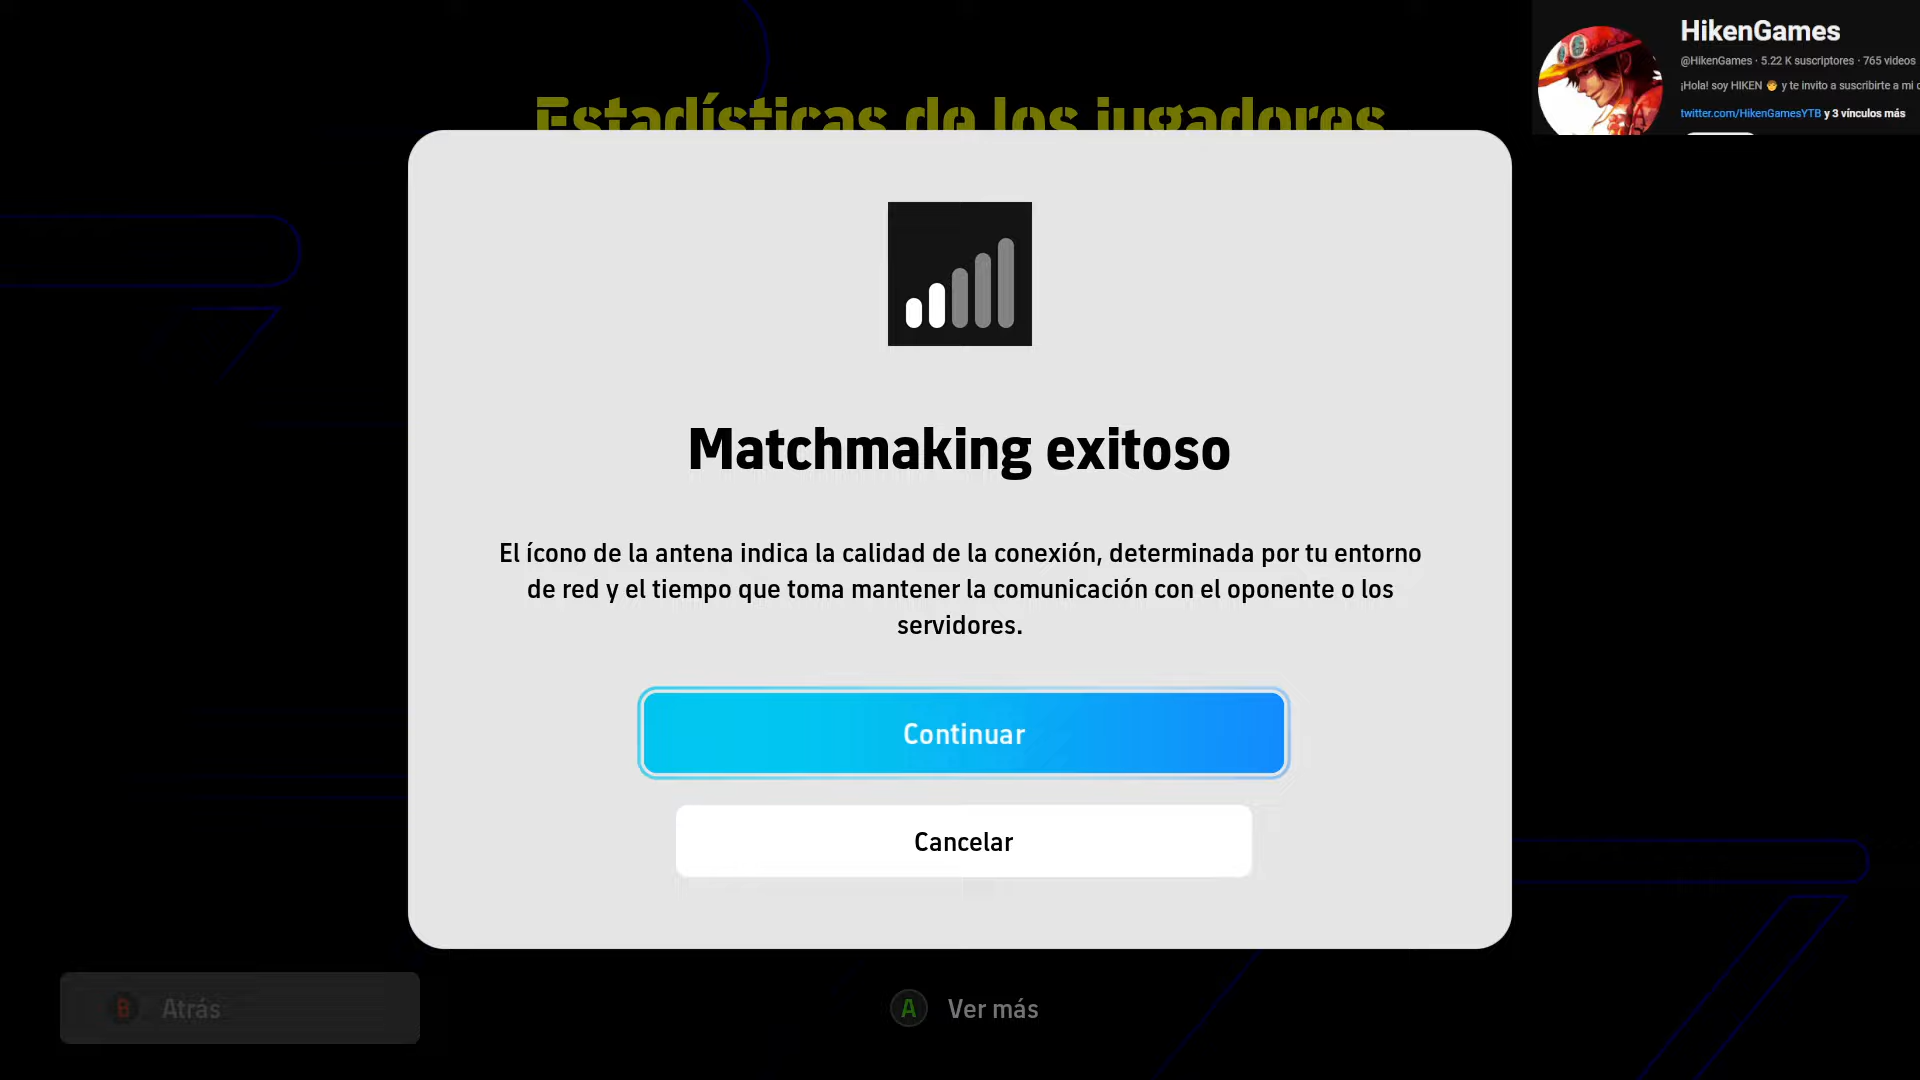 HikenGames
@HikenGames · 5.22 K suscriptores · 765 videos
¡Hola! soy HIKEN y te invito a suscribirte a mi
twitter.com/HikenGamesYTB y 3 vínculos más
Estadísticas de los jugadores
Matchmaking exitoso
El ícono de la antena indica la calidad de la conexión, determinada por tu entorno
de red y el tiempo que toma mantener la comunicación con el oponente o los
servidores.
Continuar
Cancelar
B Atrás
A Ver más